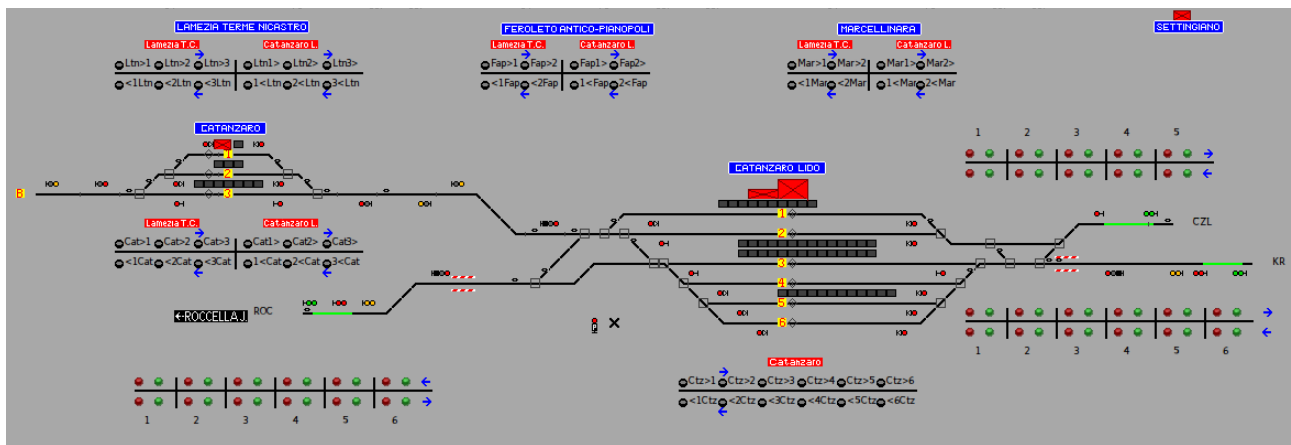 LAMEZIA TERME NICASTRO
FEROLETO ANTICO-PIANOPOLI
MARCELLINARA
SETTINGIANO
Lamezia T.C. Catanzaro L.
Lamezia T.C. Catanzaro L.
Lamezia T.C. Catanzaro L.
Ltn>1 Ltn>2 Ltn>3 Ltn1> Ltn2> Ltn3>
Fap>1 Fap>2 Fap1> Fap2>
Mar>1 Mar>2 Mar1> Mar2>
<1Ltn <2Ltn <3Ltn 1<Ltn 2<Ltn 3<Ltn
<1Fap <2Fap 1<Fap 2<Fap
<1Mar <2Mar 1<Mar 2<Mar
CATANZARO
1 2 3 4 5
1
2
B 3
CATANZARO LIDO
1
2
3
4
5
6
CZL
KR
Lamezia T.C. Catanzaro L.
Cat>1 Cat>2 Cat>3 Cat1> Cat2> Cat3>
<1Cat <2Cat <3Cat 1<Cat 2<Cat 3<Cat
←ROCCELLA J. ROC
1 2 3 4 5 6
Catanzaro
Ctz>1 Ctz>2 Ctz>3 Ctz>4 Ctz>5 Ctz>6
<1Ctz <2Ctz <3Ctz <4Ctz <5Ctz <6Ctz
1 2 3 4 5 6